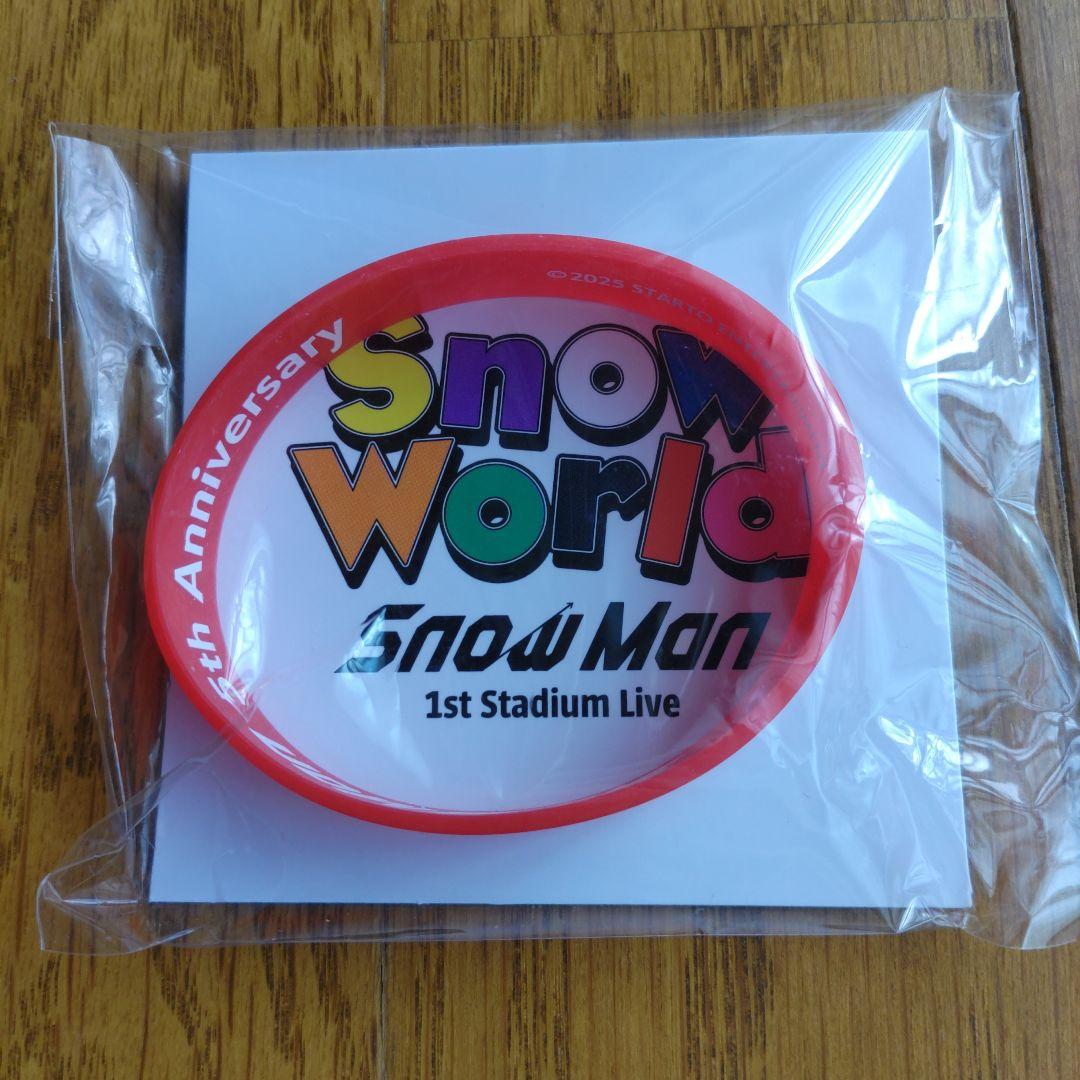 5th Anniversary
©2025 STARTO
Snow
World
Snow Man
1st Stadium Live